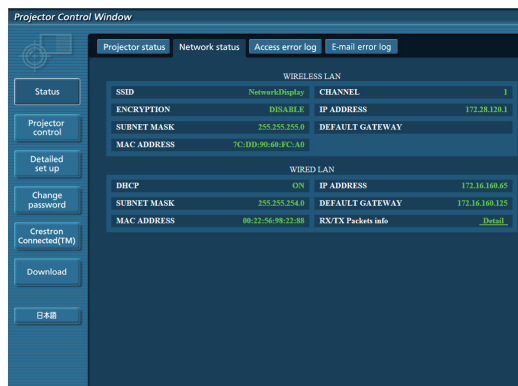 Projector Control Window
Projector status Network status Access error log E-mail error log
Status
Projector control
Detailed set up
Change password
Crestron Connected(TM)
Download
日本語
WIRELESS LAN
SSID NetworkDisplay CHANNEL 1
ENCRYPTION DISABLE IP ADDRESS 172.28.120.1
SUBNET MASK 255.255.255.0 DEFAULT GATEWAY
MAC ADDRESS 7C:DD:90:60:FC:A0
WIRED LAN
DHCP ON IP ADDRESS 172.16.160.65
SUBNET MASK 255.255.254.0 DEFAULT GATEWAY 172.16.160.125
MAC ADDRESS 00:22:56:98:22:88 RX/TX Packets info Detail